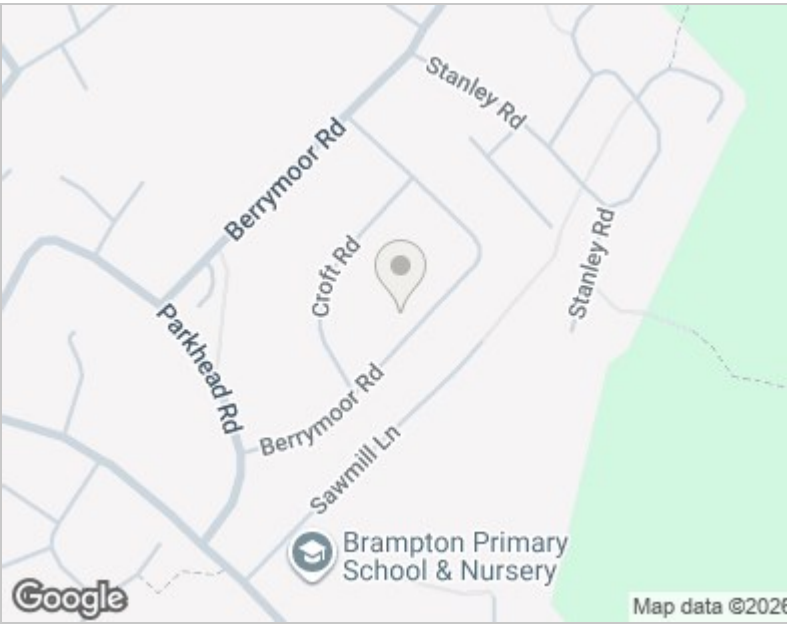 Stanley Rd
Berrymoor Rd
Croft Rd
Stanley Rd
Parkhead Rd
Berrymoor Rd
Sawmill Ln
Brampton Primary
School & Nursery
Google
Map data ©2026